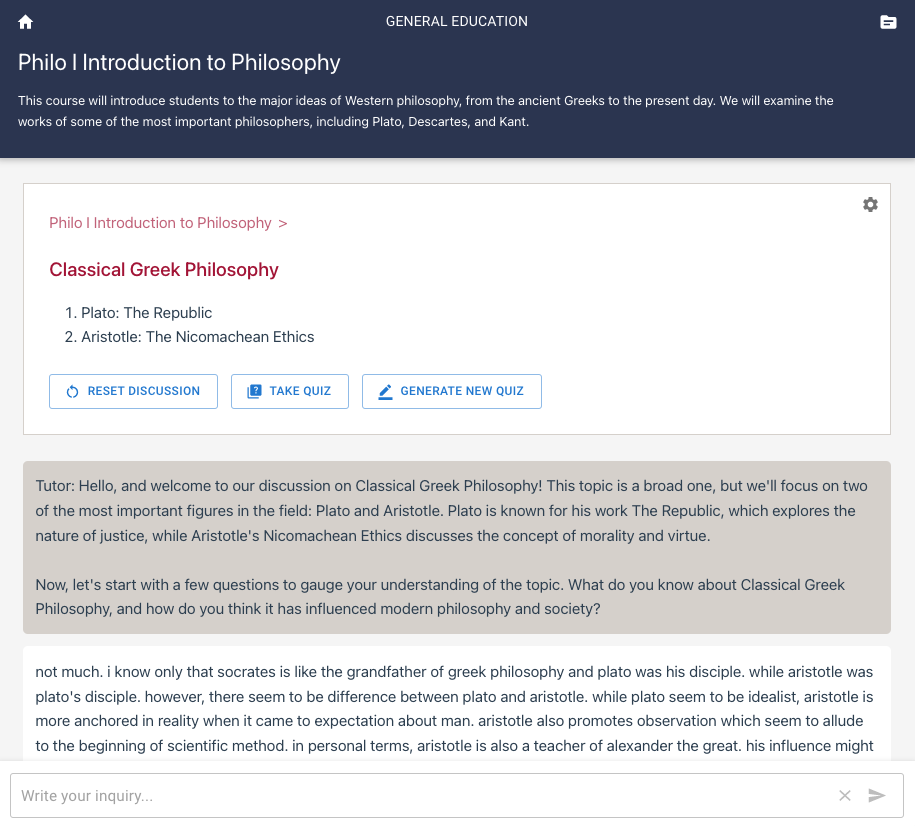 GENERAL EDUCATION
Philo I Introduction to Philosophy
This course will introduce students to the major ideas of Western philosophy, from the ancient Greeks to the present day. We will examine the
works of some of the most important philosophers, including Plato, Descartes, and Kant.
Philo I Introduction to Philosophy >
Classical Greek Philosophy
1. Plato: The Republic
2. Aristotle: The Nicomachean Ethics
RESET DISCUSSION
TAKE QUIZ
GENERATE NEW QUIZ
Tutor: Hello, and welcome to our discussion on Classical Greek Philosophy! This topic is a broad one, but we'll focus on two
of the most important figures in the field: Plato and Aristotle. Plato is known for his work The Republic, which explores the
nature of justice, while Aristotle's Nicomachean Ethics discusses the concept of morality and virtue.
Now, let's start with a few questions to gauge your understanding of the topic. What do you know about Classical Greek
Philosophy, and how do you think it has influenced modern philosophy and society?
not much. i know only that socrates is like the grandfather of greek philosophy and plato was his disciple. while aristotle was
plato's disciple. however, there seem to be difference between plato and aristotle. while plato seem to be idealist, aristotle is
more anchored in reality when it came to expectation about man. aristotle also promotes observation which seem to allude
to the beginning of scientific method. in personal terms, aristotle is also a teacher of alexander the great. his influence might
Write your inquiry...